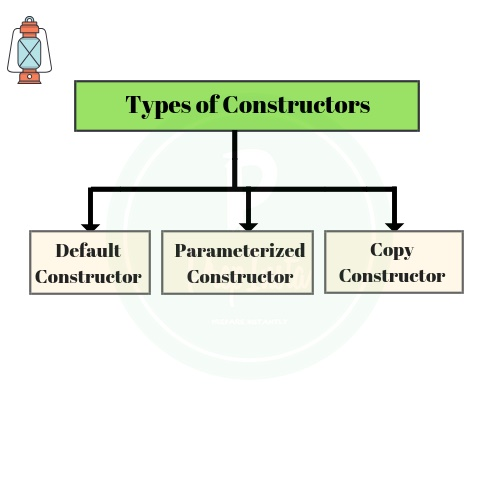 Types of Constructors
Default
Constructor
Parameterized
Constructor
Copy
Constructor